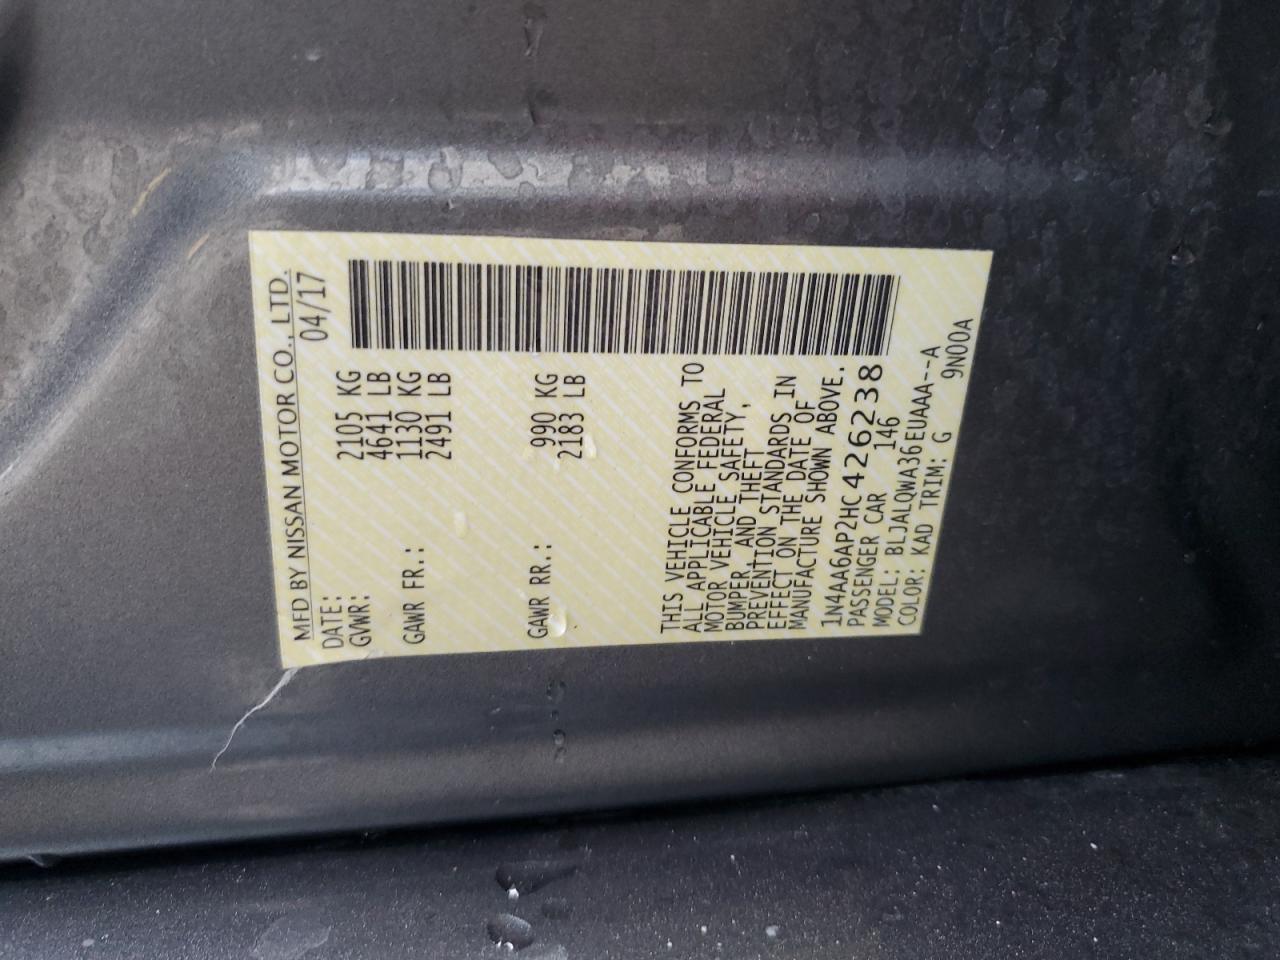 MFD BY NISSAN MOTOR CO., LTD.
DATE: 04/17
GVWR: 2105 KG
4641 LB
GAWR FR.: 1130 KG
2491 LB
GAWR RR.: 990 KG
2183 LB
THIS VEHICLE CONFORMS TO
ALL APPLICABLE FEDERAL
MOTOR VEHICLE SAFETY,
BUMPER, AND THEFT
PREVENTION STANDARDS IN
EFFECT ON THE DATE OF
MANUFACTURE SHOWN ABOVE.
1N4AA6AP2HC426238
PASSENGER CAR 146
MODEL: BLJALQWA36EUAAA--A
COLOR: KAD TRIM: G 9N00A